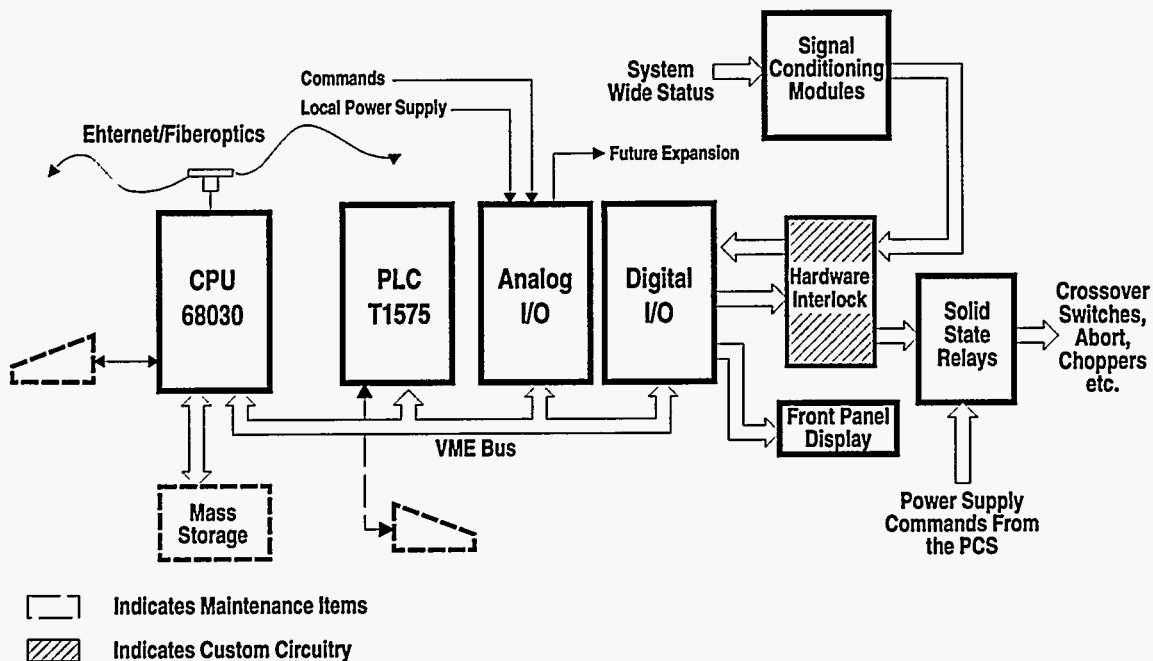 Signal
Conditioning
Modules
System
Wide Status
Commands
Local Power Supply
Ehternet/Fiberoptics
Future Expansion
CPU
68030
PLC
T1575
Analog
I/O
Digital
I/O
Hardware
Interlock
Solid
State
Relays
Crossover
Switches,
Abort,
Choppers
etc.
VME Bus
Front Panel
Display
Mass
Storage
Power Supply
Commands From
the PCS
Indicates Maintenance Items
Indicates Custom Circuitry